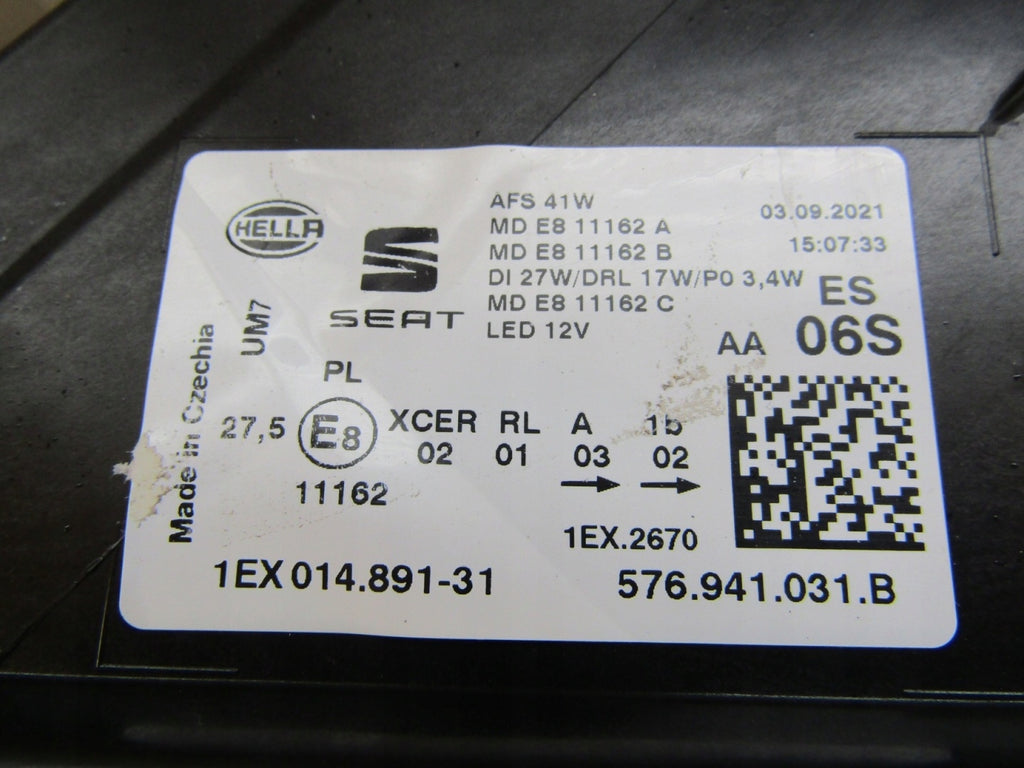 HELLA
SEAT
AFS 41W
MD E8 11162 A
MD E8 11162 B
DI 27W/DRL 17W/PO 3,4W
MD E8 11162 C
LED 12V
03.09.2021
15:07:33
ES
AA 06S
UM7
Made in Czechia
PL
27,5 E8 XCER RL A 1b
02 01 03 02
11162
1EX.2670
1EX 014.891-31
576.941.031.B